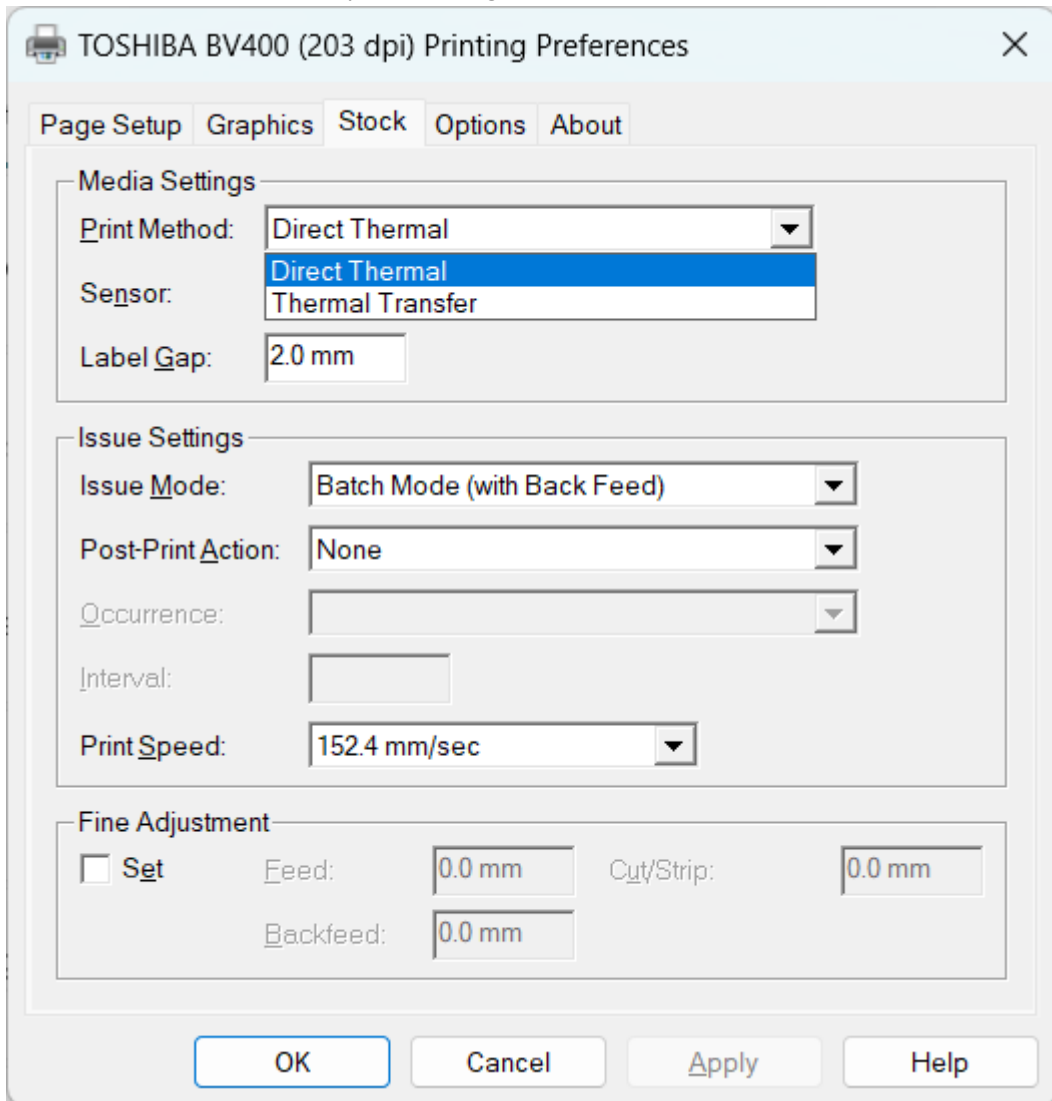 TOSHIBA BV400 (203 dpi) Printing Preferences
Page Setup Graphics Stock Options About
Media Settings
Print Method: Direct Thermal
Direct Thermal
Sensor:
Thermal Transfer
Label Gap: 2.0 mm
Issue Settings
Issue Mode: Batch Mode (with Back Feed)
Post-Print Action: None
Occurrence:
Interval:
Print Speed: 152.4 mm/sec
Fine Adjustment
Set Feed: 0.0 mm Cut/Strip: 0.0 mm
Backfeed: 0.0 mm
OK Cancel Apply Help